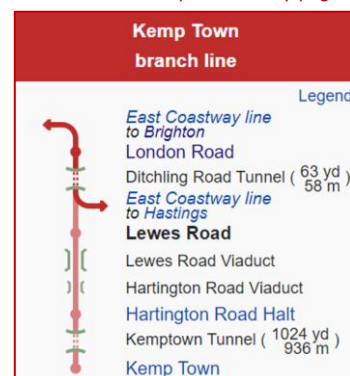 Kemp Town
branch line
Legend
East Coastway line
to Brighton
London Road
Ditchling Road Tunnel ( 63 yd
58 m )
East Coastway line
to Hastings
Lewes Road
Lewes Road Viaduct
Hartington Road Viaduct
Hartington Road Halt
Kemptown Tunnel ( 1024 yd
936 m )
Kemp Town